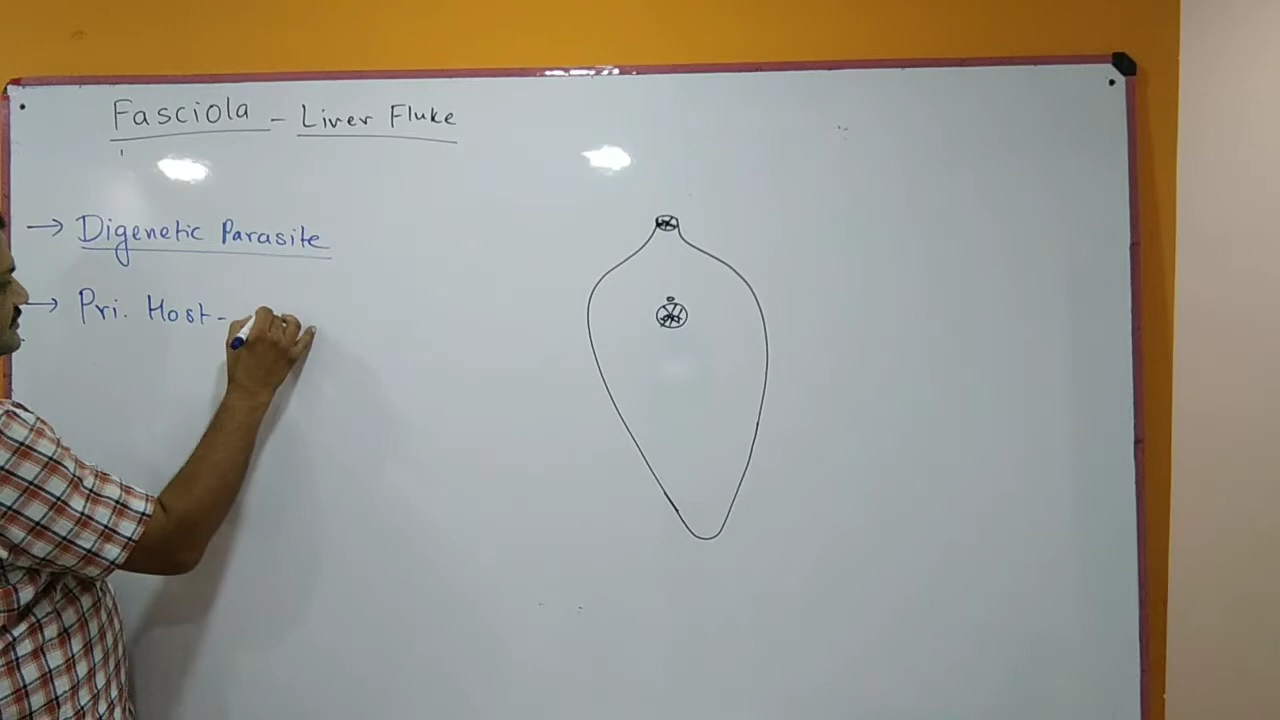 Fasciola - Liver Fluke
→ Digenetic Parasite
→ Pri. Host -